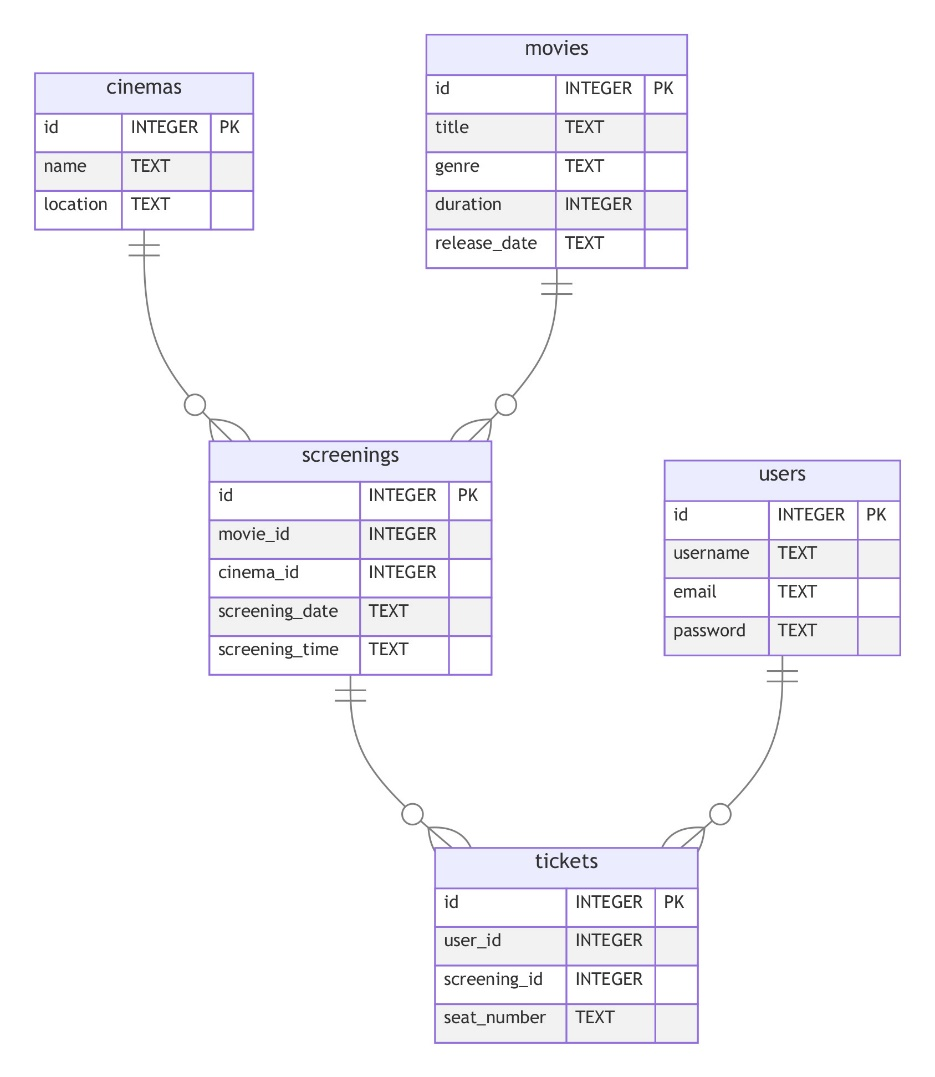 cinemas
id INTEGER PK
name TEXT
location TEXT
movies
id INTEGER PK
title TEXT
genre TEXT
duration INTEGER
release_date TEXT
screenings
id INTEGER PK
movie_id INTEGER
cinema_id INTEGER
screening_date TEXT
screening_time TEXT
users
id INTEGER PK
username TEXT
email TEXT
password TEXT
tickets
id INTEGER PK
user_id INTEGER
screening_id INTEGER
seat_number TEXT